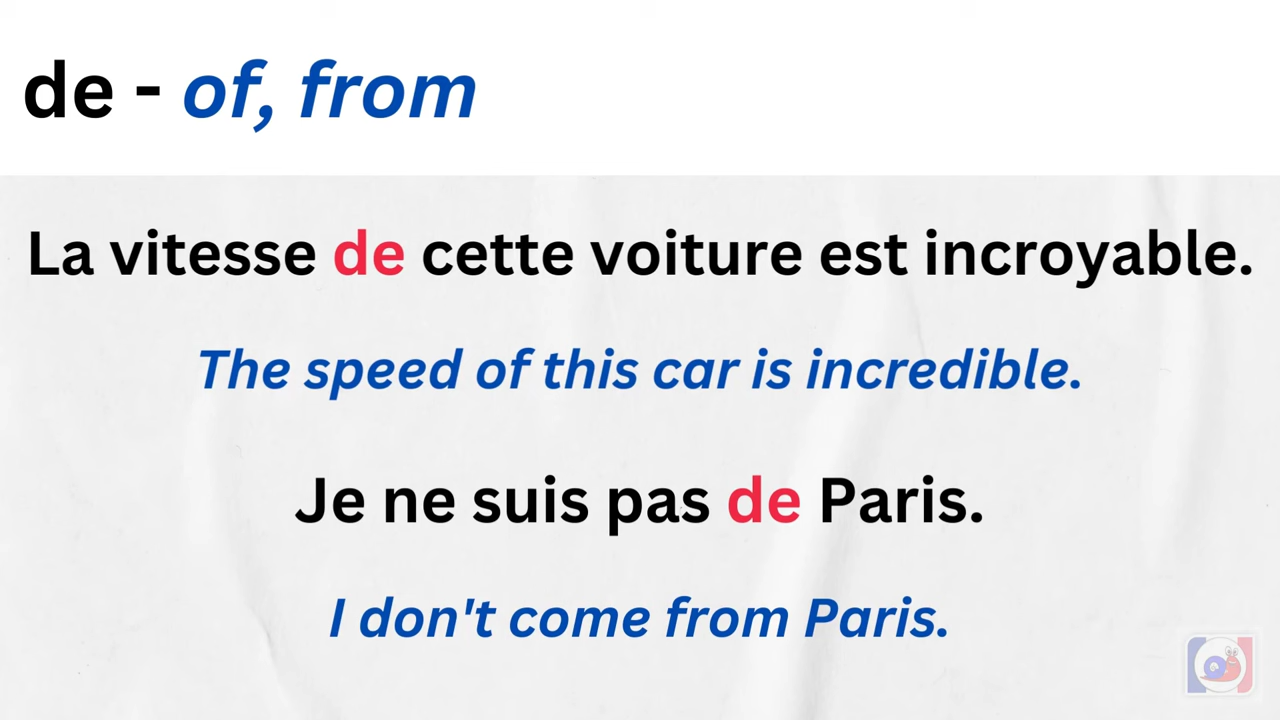 de - of, from
La vitesse de cette voiture est incroyable.
The speed of this car is incredible.
Je ne suis pas de Paris.
I don't come from Paris.